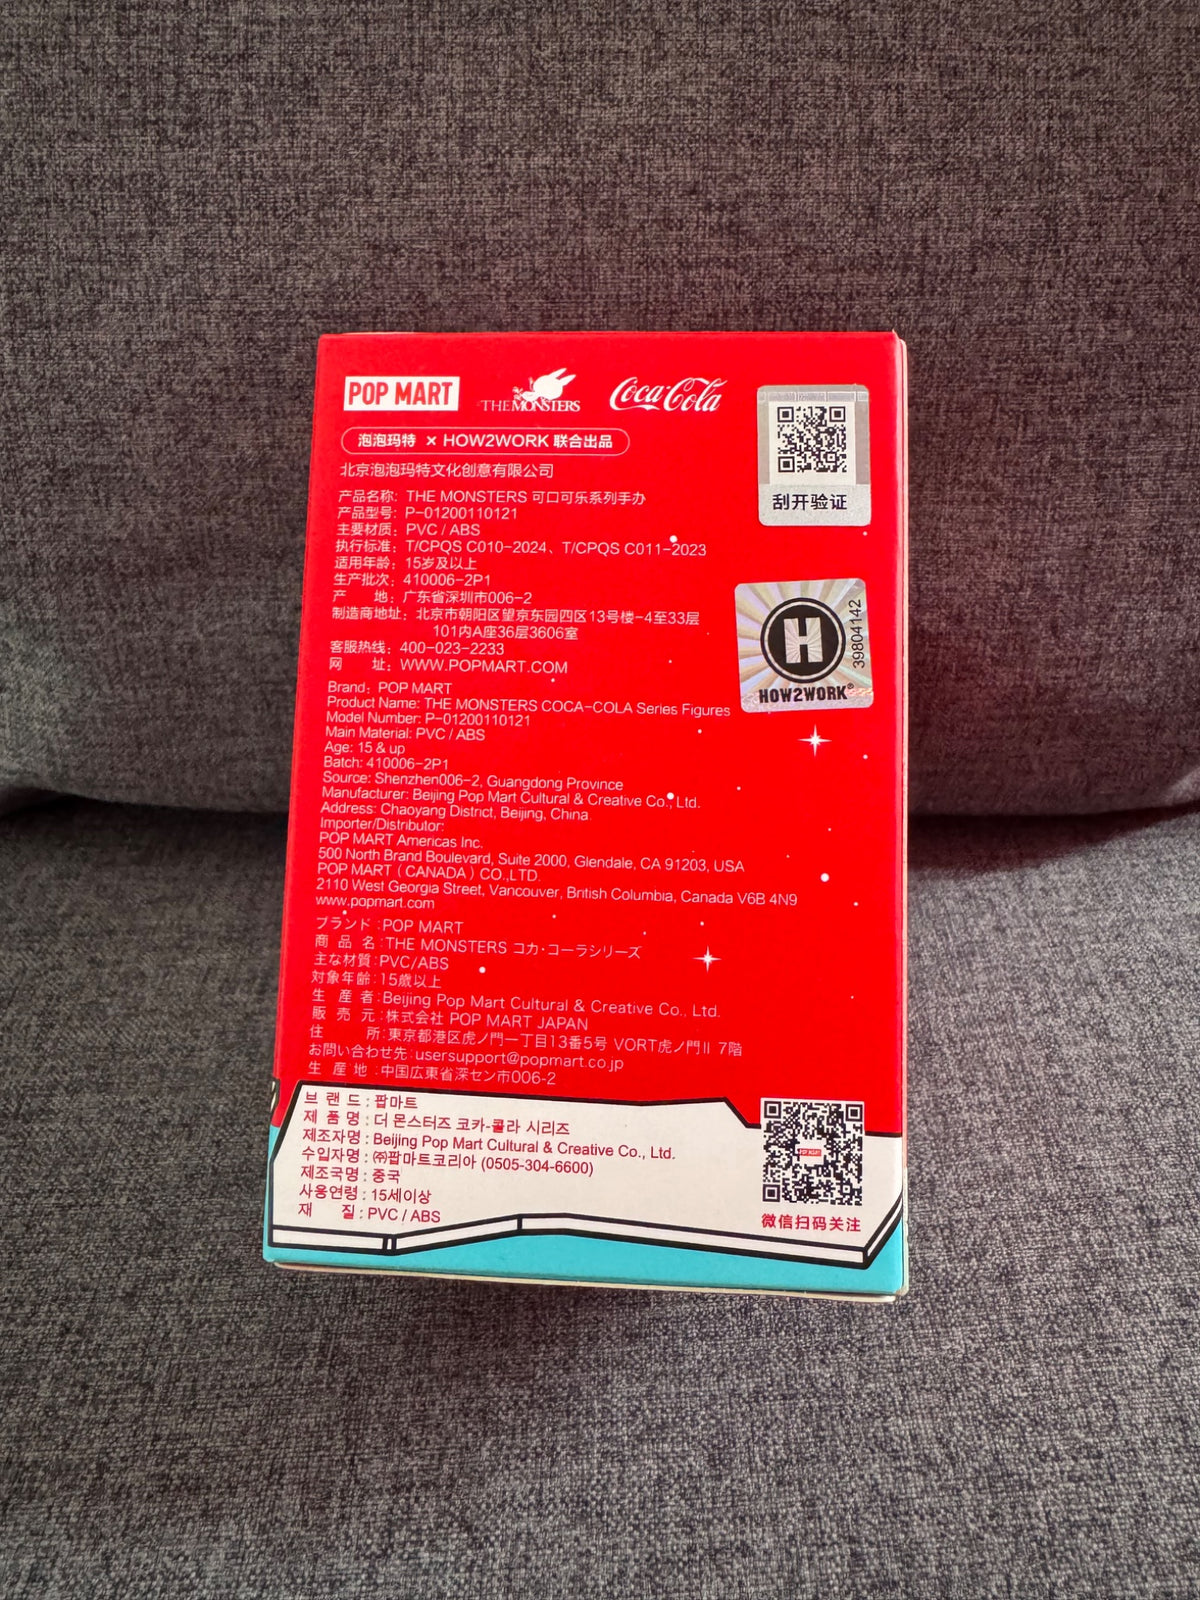 POP MART
THE MONSTERS
Coca-Cola
泡泡玛特 × HOW2WORK 联合出品
北京泡泡玛特文化创意有限公司
产品名称: THE MONSTERS 可口可乐系列手办
产品型号: P-01200110121
主要材质: PVC / ABS
执行标准: T/CPQS C010-2024、T/CPQS C011-2023
适用年龄: 15岁及以上
生产批次: 410006-2P1
产 地: 广东省深圳市006-2
制造商地址: 北京市朝阳区望京东园四区13号楼-4至33层
101内A座36层3606室
客服热线: 400-023-2233
网 址: WWW.POPMART.COM
刮开验证
H
HOW2WORK®
39804142
Brand: POP MART
Product Name: THE MONSTERS COCA-COLA Series Figures
Model Number: P-01200110121
Main Material: PVC / ABS
Age: 15 & up
Batch: 410006-2P1
Source: Shenzhen006-2, Guangdong Province
Manufacturer: Beijing Pop Mart Cultural & Creative Co., Ltd.
Address: Chaoyang District, Beijing, China.
Importer/Distributor:
POP MART Americas Inc.
500 North Brand Boulevard, Suite 2000, Glendale, CA 91203, USA
POP MART (CANADA) CO.,LTD.
2110 West Georgia Street, Vancouver, British Columbia, Canada V6B 4N9
www.popmart.com
ブランド:POP MART
商 品 名:THE MONSTERS コカ·コーラシリーズ
主な材質:PVC/ABS
対象年齢:15歳以上
生 産 者:Beijing Pop Mart Cultural & Creative Co., Ltd.
販 売 元:株式会社 POP MART JAPAN
住 所:東京都港区虎ノ門一丁目13番5号 VORT虎ノ門II 7階
お問い合わせ先:usersupport@popmart.co.jp
生 産 地:中国広東省深セン市006-2
브 랜 드 : 팝마트
제 품 명 : 더 몬스터즈 코카-콜라 시리즈
제조자명 : Beijing Pop Mart Cultural & Creative Co., Ltd.
수입자명 : ㈜팝마트코리아 (0505-304-6600)
제조국명 : 중국
사용연령 : 15세이상
재 질 : PVC / ABS
POP MART
微信扫码关注